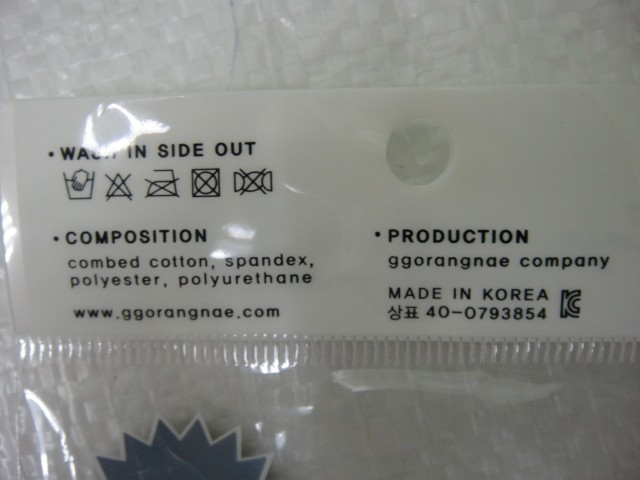 • WASH IN SIDE OUT
• COMPOSITION
combed cotton, spandex,
polyester, polyurethane
www.ggorangnae.com
• PRODUCTION
ggorangnae company
MADE IN KOREA
상표 40-0793854